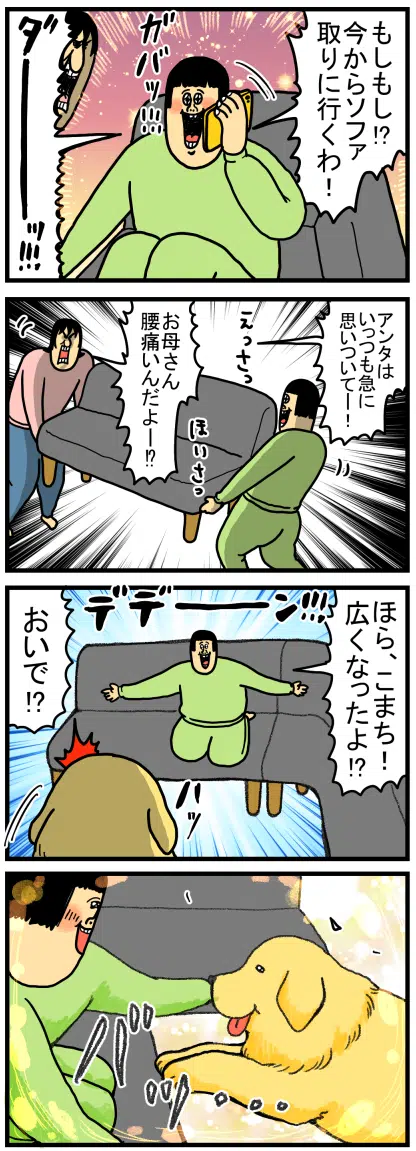 もしもし!?
今からソファ
取りに行くわ!
ガバッ!!!
ダーーーッ!!!
アンタは
いっつも急に
思いついてー!
えっさっ
お母さん
腰痛いんだよー!?
ほいさっ
デデーーン!!!
ほら、こまち!
広くなったよ!?
おいで!?
ハッ
ババッ